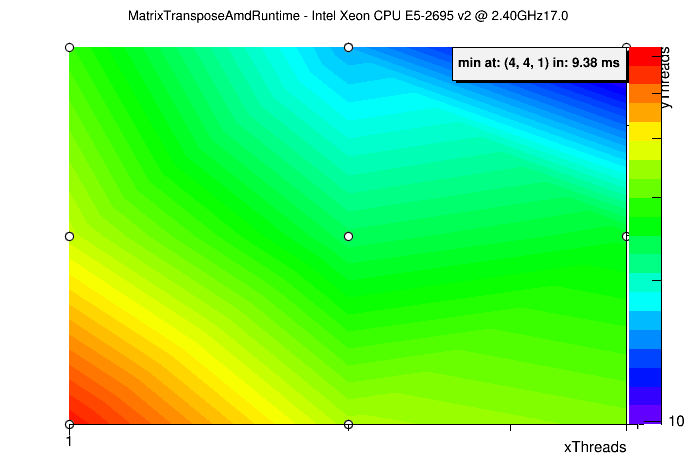 MatrixTransposeAmdRuntime - Intel Xeon CPU E5-2695 v2 @ 2.40GHz17.0
min at: (4, 4, 1) in: 9.38 ms
yThreads
10
1
xThreads